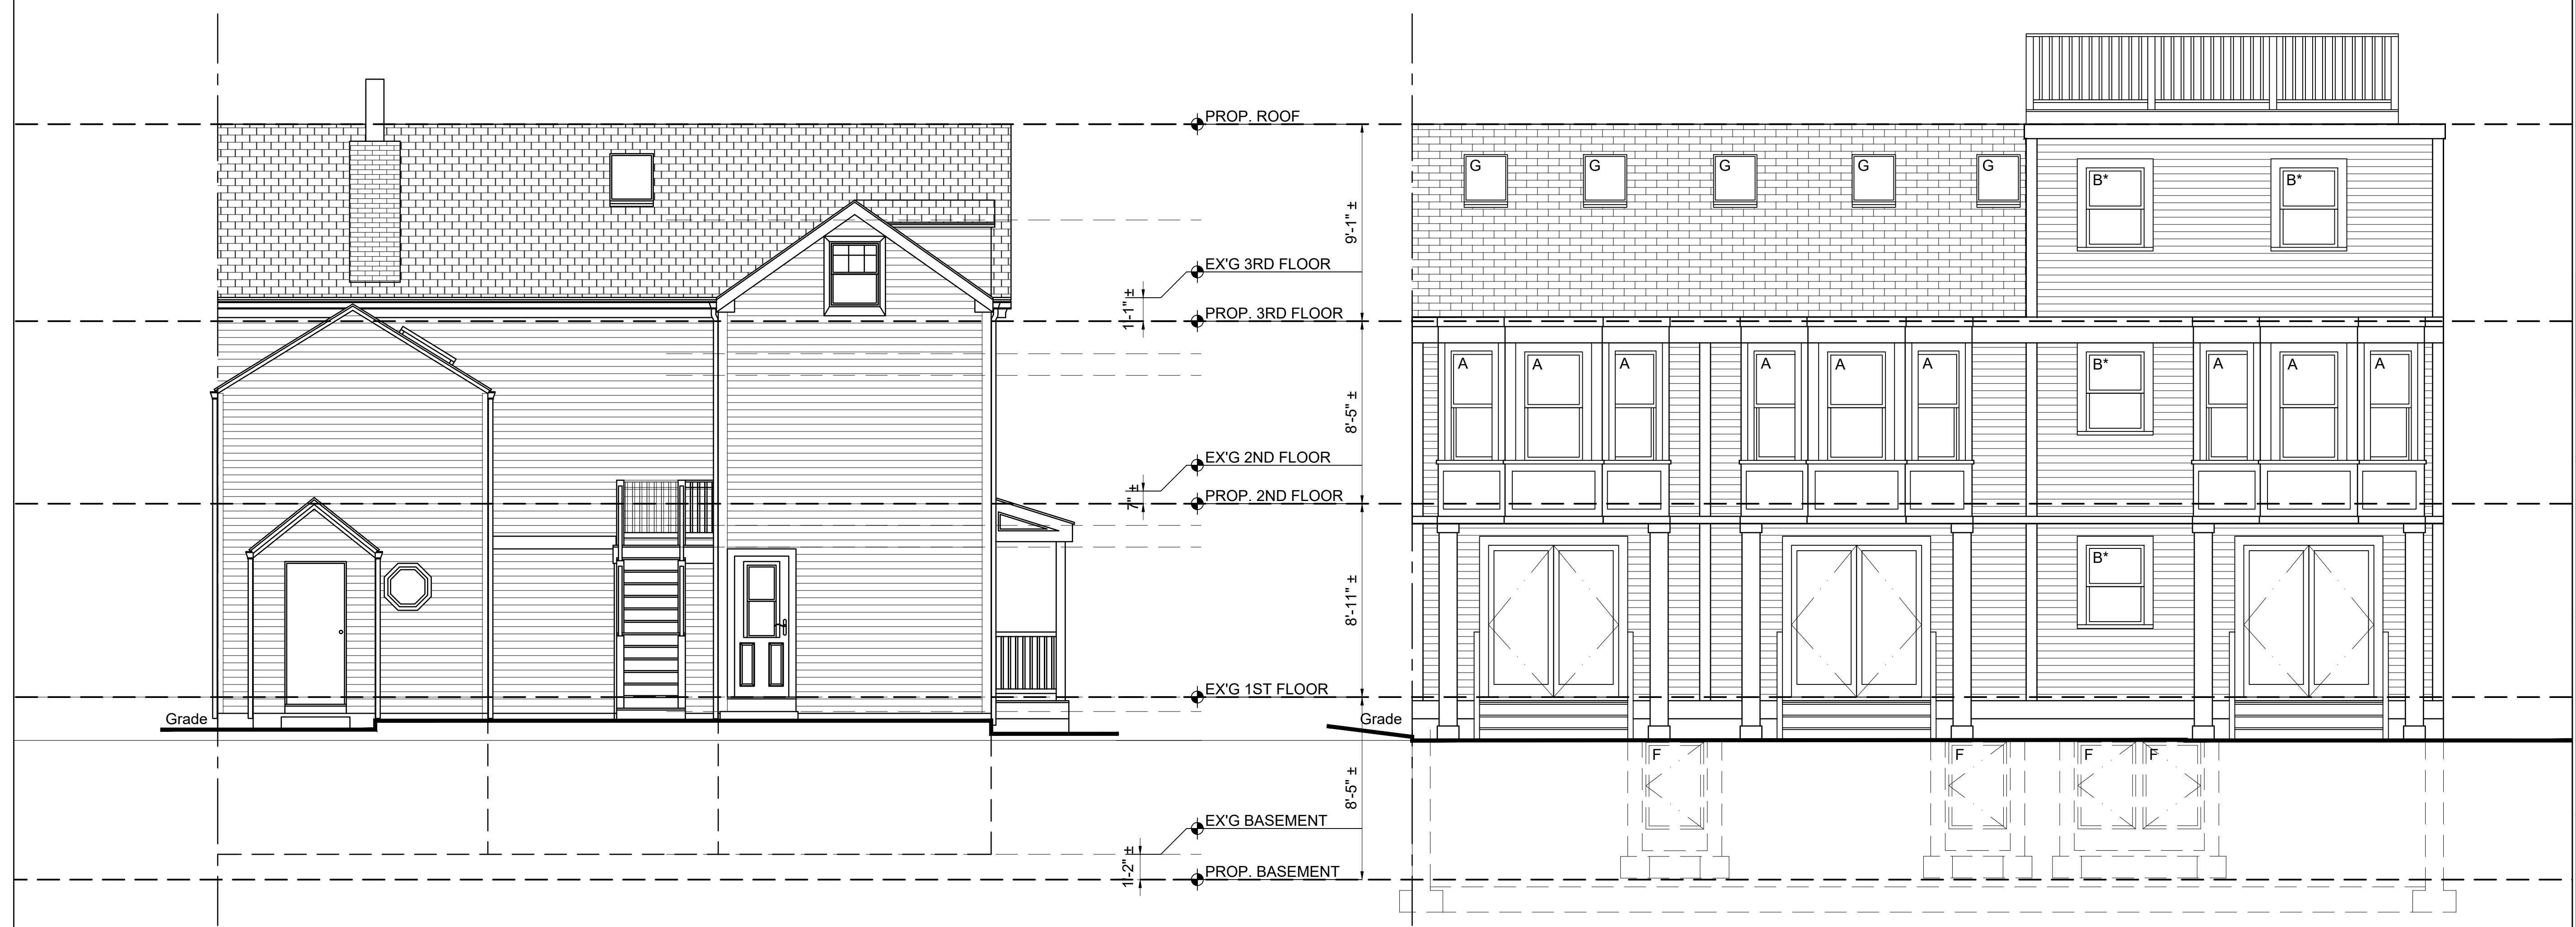 PROP. ROOF
G G G G G
B* B*
9'-1" ±
EX'G 3RD FLOOR
1'-1" ±
PROP. 3RD FLOOR
A A A A A A B* A A A
8'-5" ±
EX'G 2ND FLOOR
7" ±
PROP. 2ND FLOOR
B*
8'-11" ±
EX'G 1ST FLOOR
Grade
Grade
F F F F
8'-5" ±
EX'G BASEMENT
1'-2" ±
PROP. BASEMENT